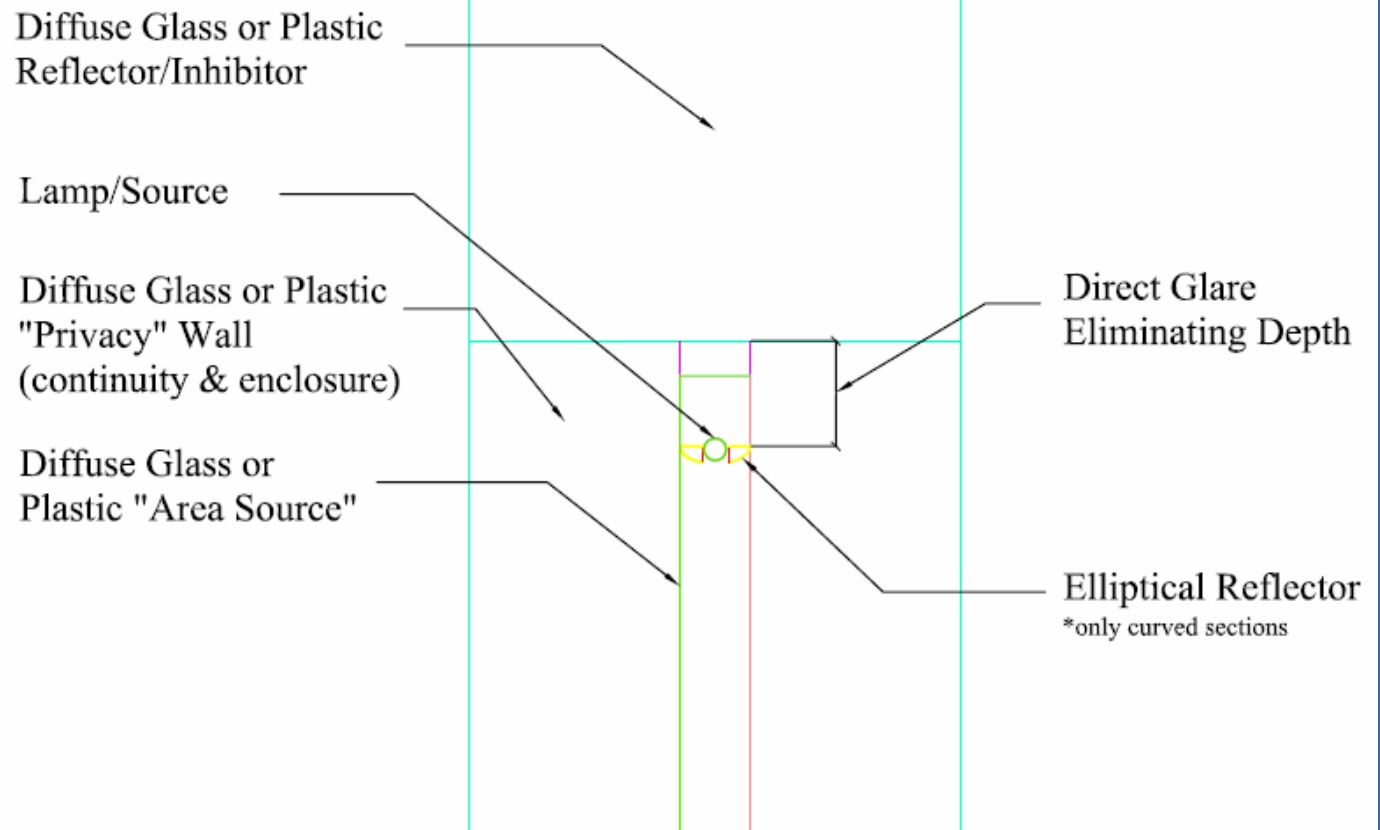 Diffuse Glass or Plastic
Reflector/Inhibitor
Lamp/Source
Diffuse Glass or Plastic
"Privacy" Wall
(continuity & enclosure)
Diffuse Glass or
Plastic "Area Source"
Direct Glare
Eliminating Depth
Elliptical Reflector
*only curved sections